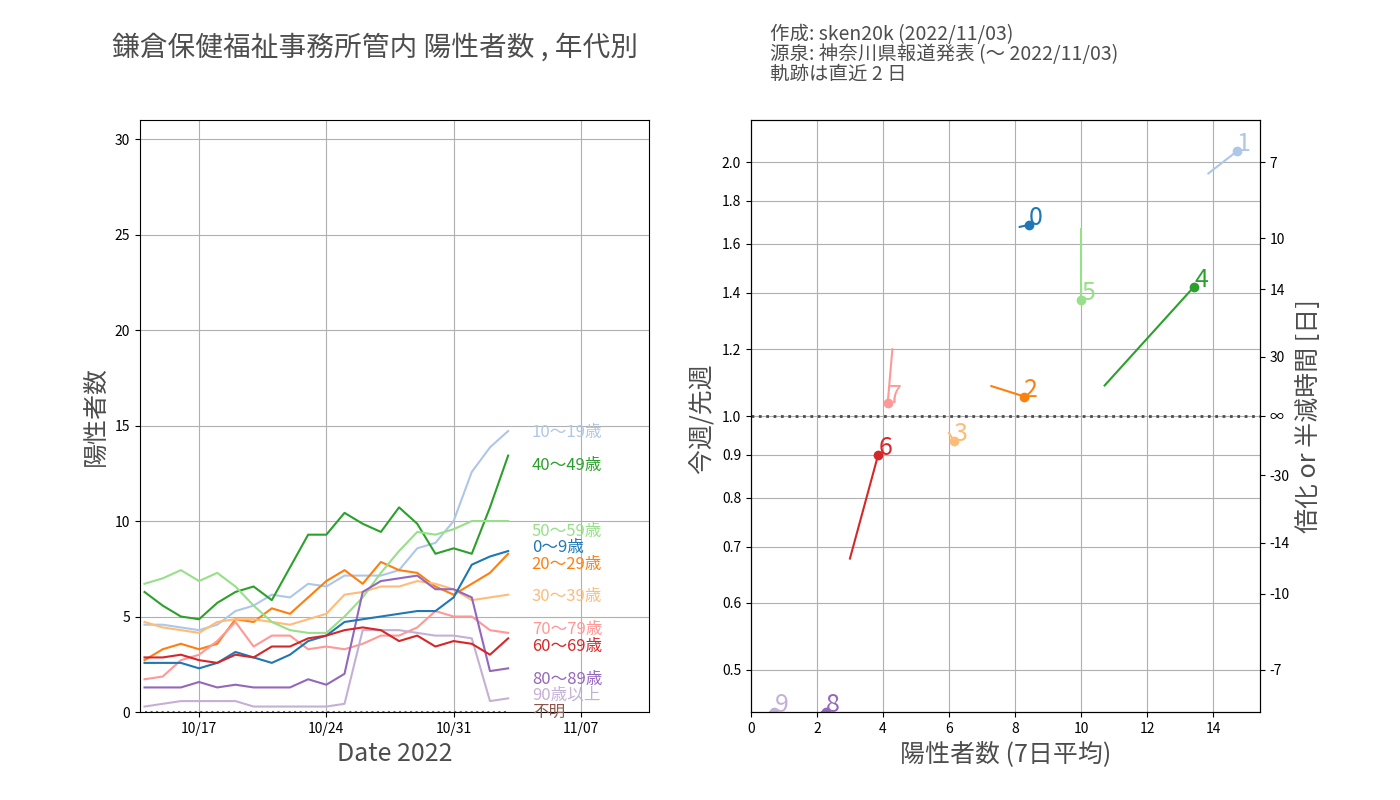 鎌倉保健福祉事務所管内 陽性者数 , 年代別
作成: sken20k (2022/11/03)
源泉: 神奈川県報道発表 (～ 2022/11/03)
軌跡は直近 2 日
陽性者数
30
25
20
15
10
5
0
10/17
10/24
10/31
11/07
Date 2022
10～19歳
40～49歳
50～59歳
0～9歳
20～29歳
30～39歳
70～79歳
60～69歳
80～89歳
90歳以上
不明
今週/先週
2.0
1.8
1.6
1.4
1.2
1.0
0.9
0.8
0.7
0.6
0.5
1
0
4
5
2
7
3
6
9
8
0
2
4
6
8
10
12
14
陽性者数 (7日平均)
7
10
14
30
∞
-30
-14
-10
-7
倍化 or 半減時間 [日]